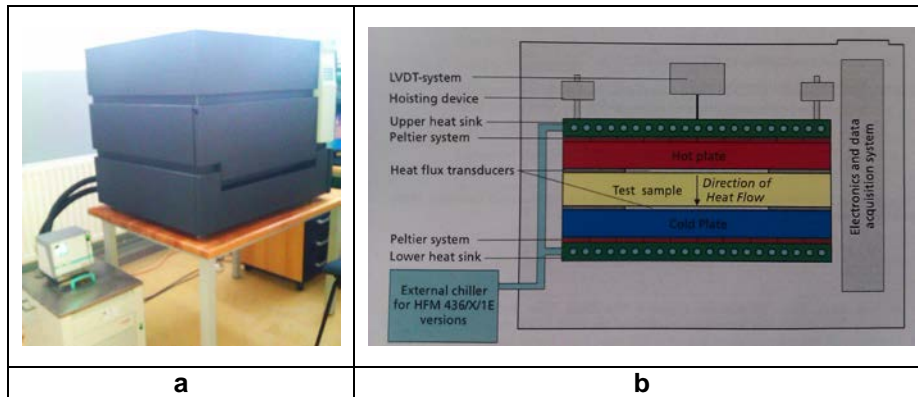 LVDT-system
Hoisting device
Upper heat sink
Peltier system
Hot plate
Heat flux transducers
Test sample
Direction of
Heat Flow
Cold Plate
Peltier system
Lower heat sink
External chiller
for HFM 436/X/1E
versions
Electronics and data
acquisition system
a
b